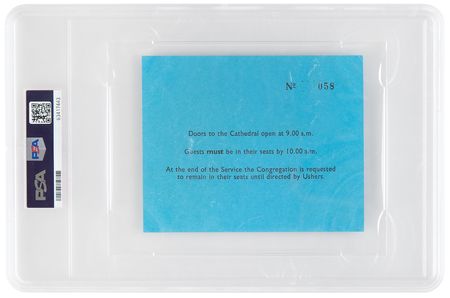 Nº 058
Doors to the Cathedral open at 9.00 a.m.
Guests must be in their seats by 10.00 a.m.
At the end of the Service the Congregation is requested
to remain in their seats until directed by Ushers.
PSA
PSA